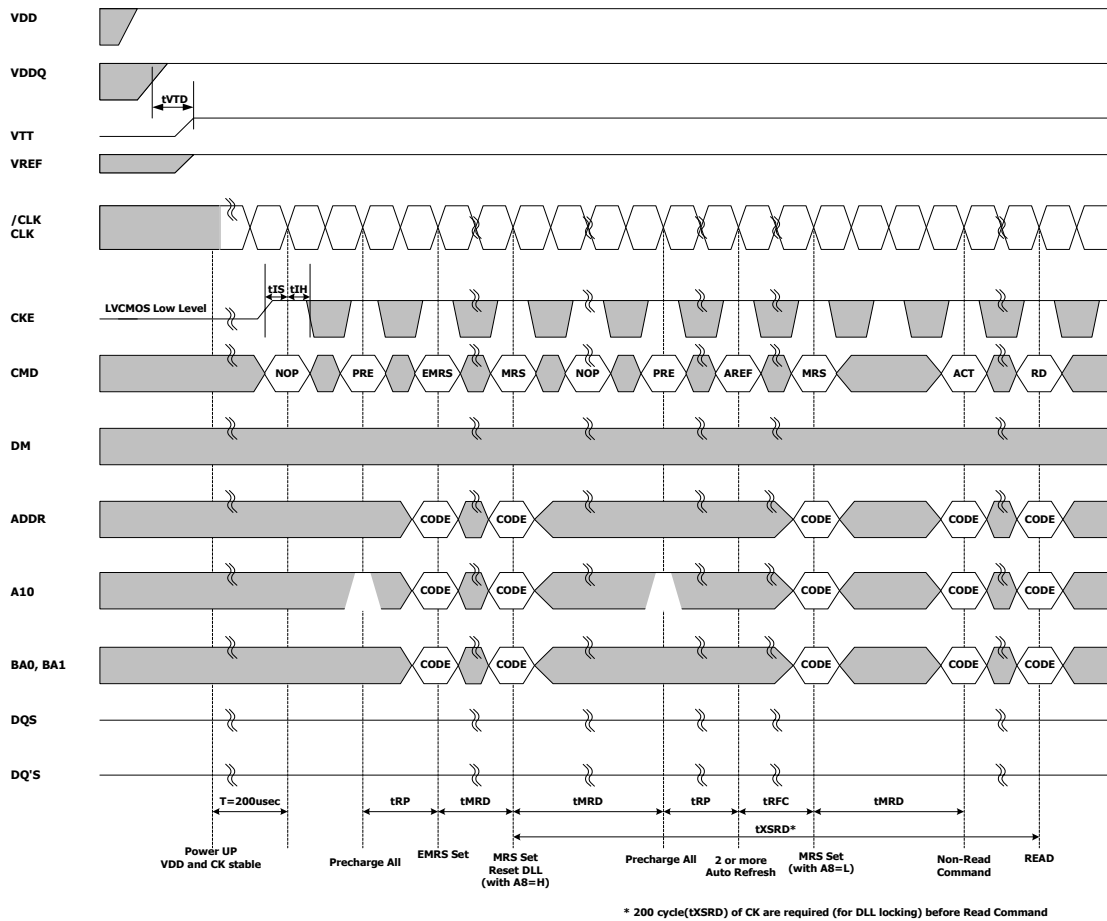 VDD
VDDQ
tVTD
VTT
VREF
/CLK
CLK
tIS tIH
LVCMOS Low Level
CKE
CMD NOP PRE EMRS MRS NOP PRE AREF MRS ACT RD
DM
ADDR CODE CODE CODE CODE CODE
A10 CODE CODE CODE CODE CODE
BA0, BA1 CODE CODE CODE CODE CODE
DQS
DQ'S
T=200usec tRP tMRD tMRD tRP tRFC tMRD
tXSRD*
Power UP
VDD and CK stable
Precharge All
EMRS Set
MRS Set
Reset DLL
(with A8=H)
Precharge All
2 or more
Auto Refresh
MRS Set
(with A8=L)
Non-Read
Command
READ
* 200 cycle(tXSRD) of CK are required (for DLL locking) before Read Command